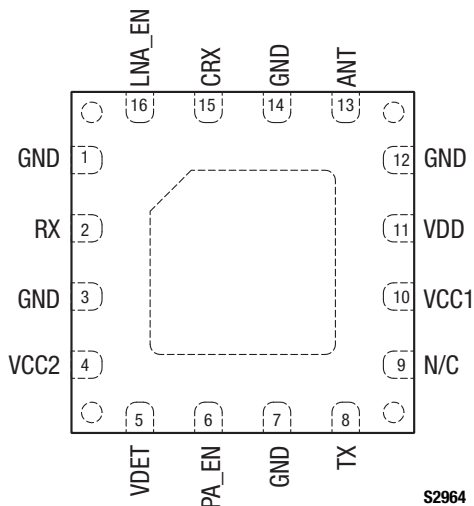 LNA_EN CRX GND ANT
16 15 14 13
GND 1 12 GND
RX 2 11 VDD
GND 3 10 VCC1
VCC2 4 9 N/C
5 6 7 8
VDET PA_EN GND TX
S2964